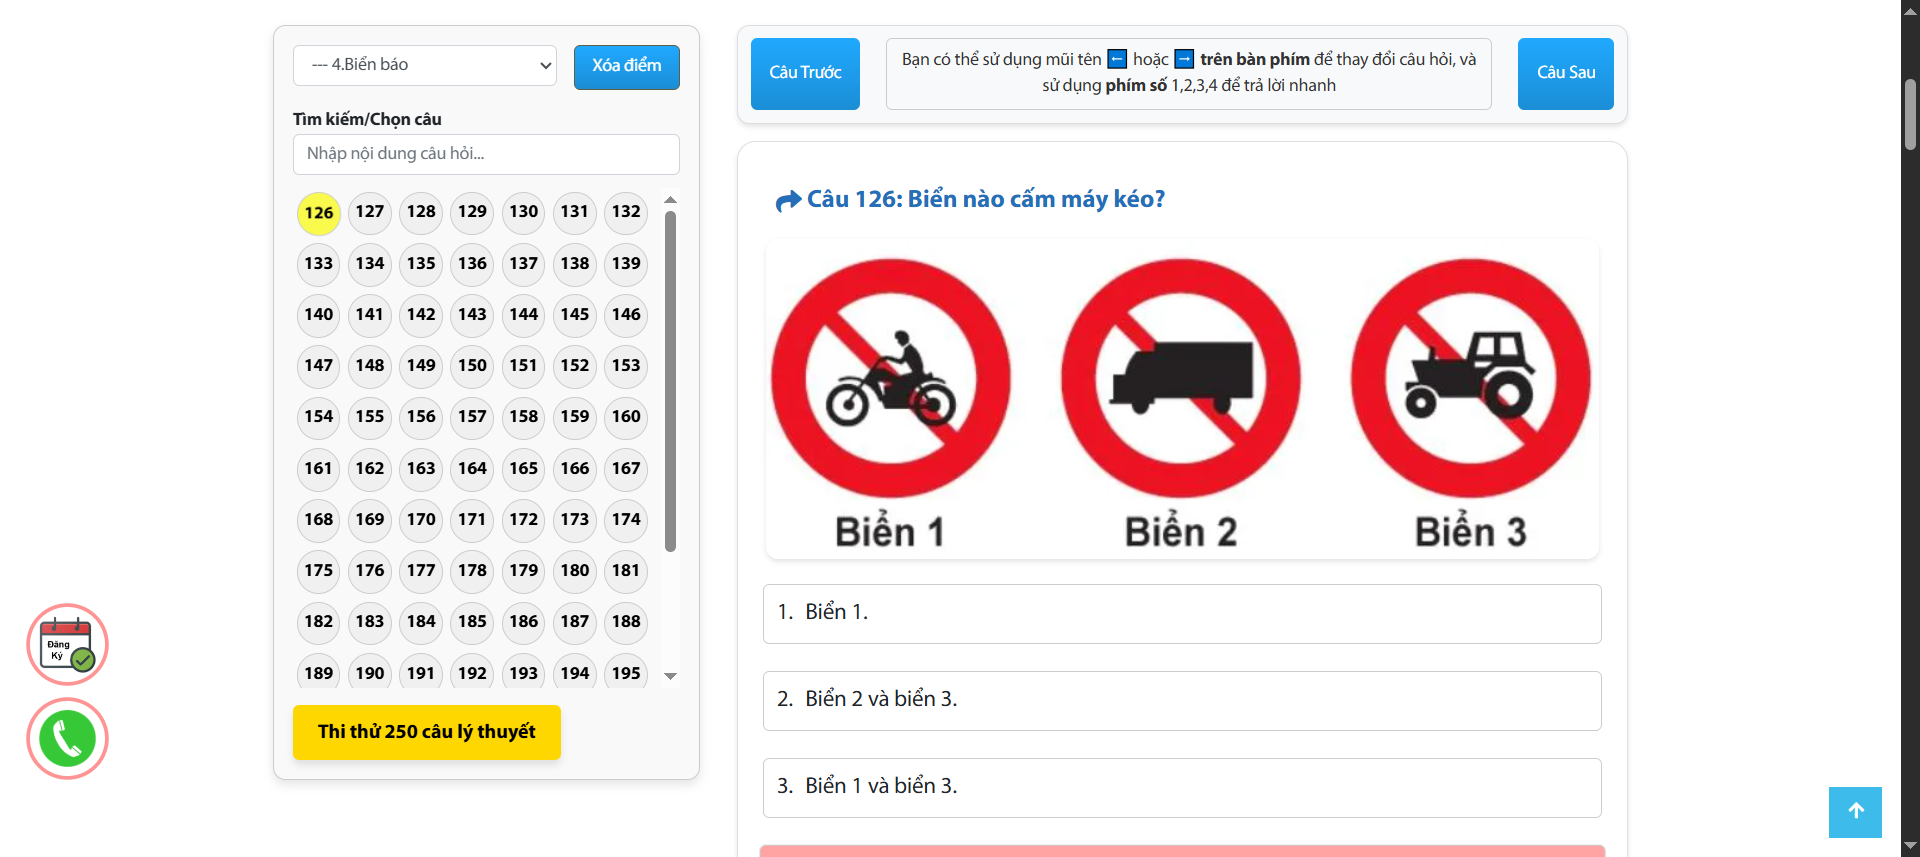 --- 4.Biển báo
Xóa điểm
Tìm kiếm/Chọn câu
Nhập nội dung câu hỏi...
126 127 128 129 130 131 132
133 134 135 136 137 138 139
140 141 142 143 144 145 146
147 148 149 150 151 152 153
154 155 156 157 158 159 160
161 162 163 164 165 166 167
168 169 170 171 172 173 174
175 176 177 178 179 180 181
182 183 184 185 186 187 188
189 190 191 192 193 194 195
Thi thử 250 câu lý thuyết
Đăng
Ký
Câu Trước
Bạn có thể sử dụng mũi tên ← hoặc → trên bàn phím để thay đổi câu hỏi, và
sử dụng phím số 1,2,3,4 để trả lời nhanh
Câu Sau
Câu 126: Biển nào cấm máy kéo?
Biển 1 Biển 2 Biển 3
1. Biển 1.
2. Biển 2 và biển 3.
3. Biển 1 và biển 3.